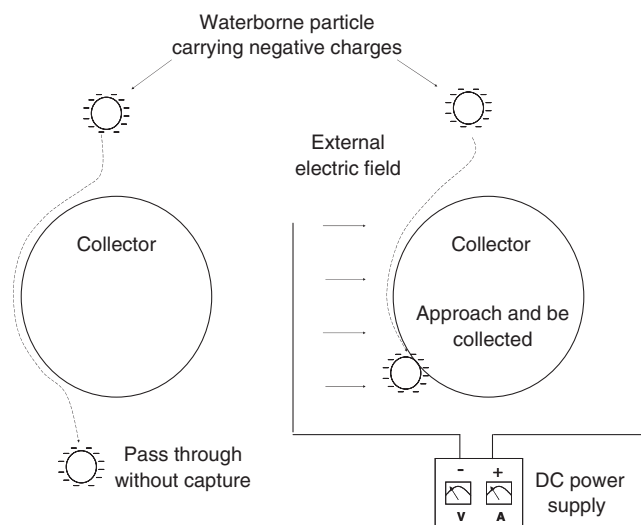 Waterborne particle
carrying negative charges
External
electric field
Collector
Collector
Approach and be
collected
Pass through
without capture
- +
V A
DC power
supply